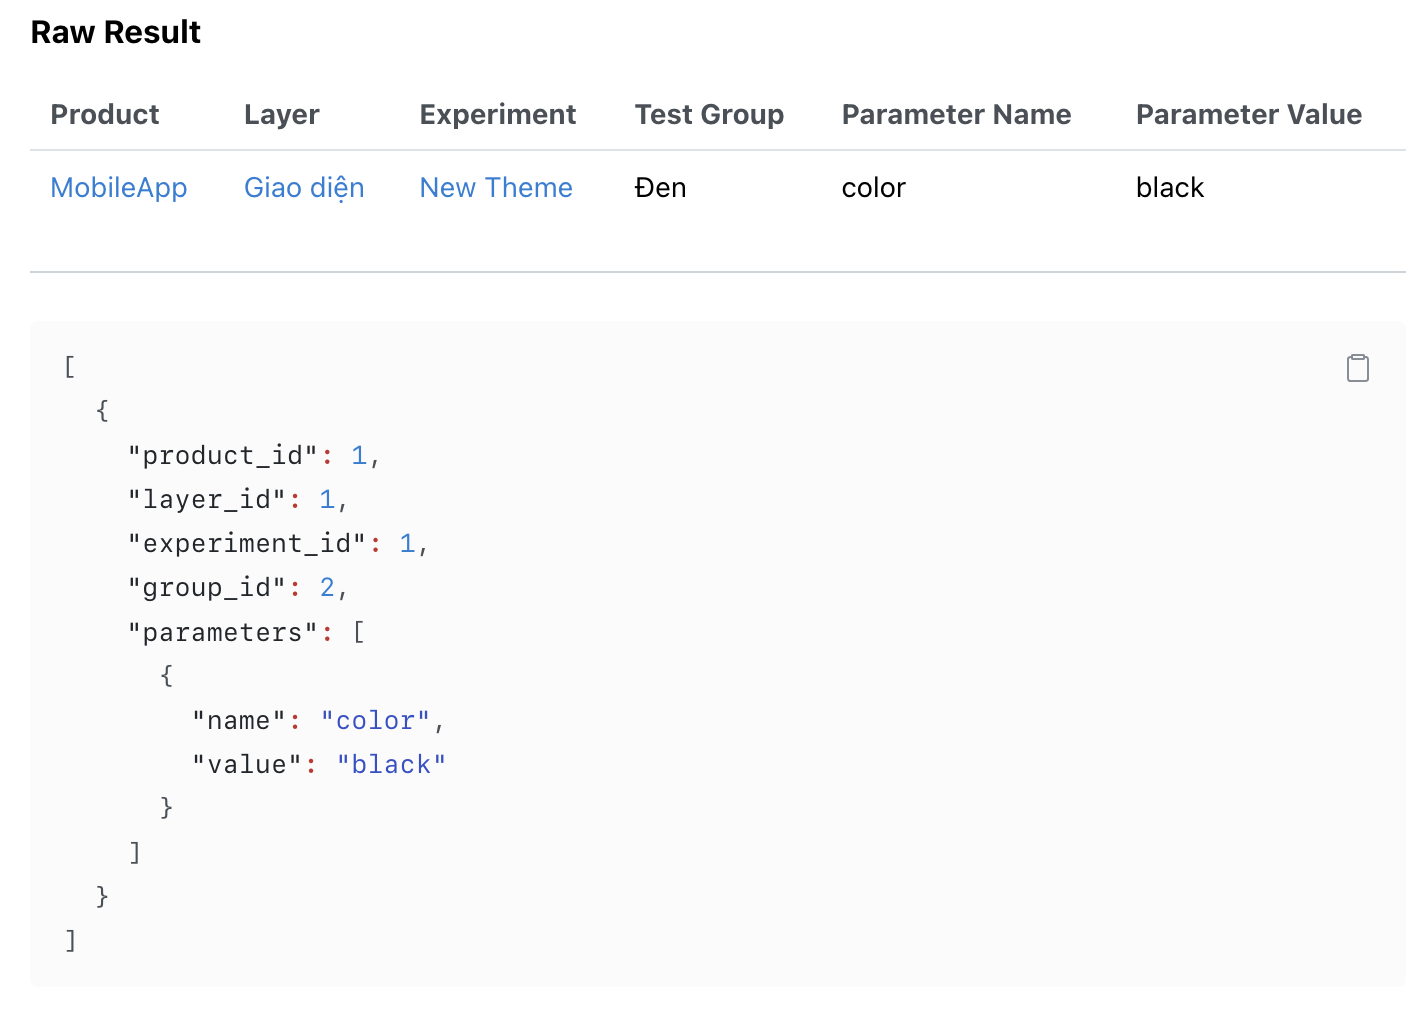 Raw Result
Product Layer Experiment Test Group Parameter Name Parameter Value
MobileApp Giao diện New Theme Đen color black
[
  {
    "product_id": 1,
    "layer_id": 1,
    "experiment_id": 1,
    "group_id": 2,
    "parameters": [
      {
        "name": "color",
        "value": "black"
      }
    ]
  }
]